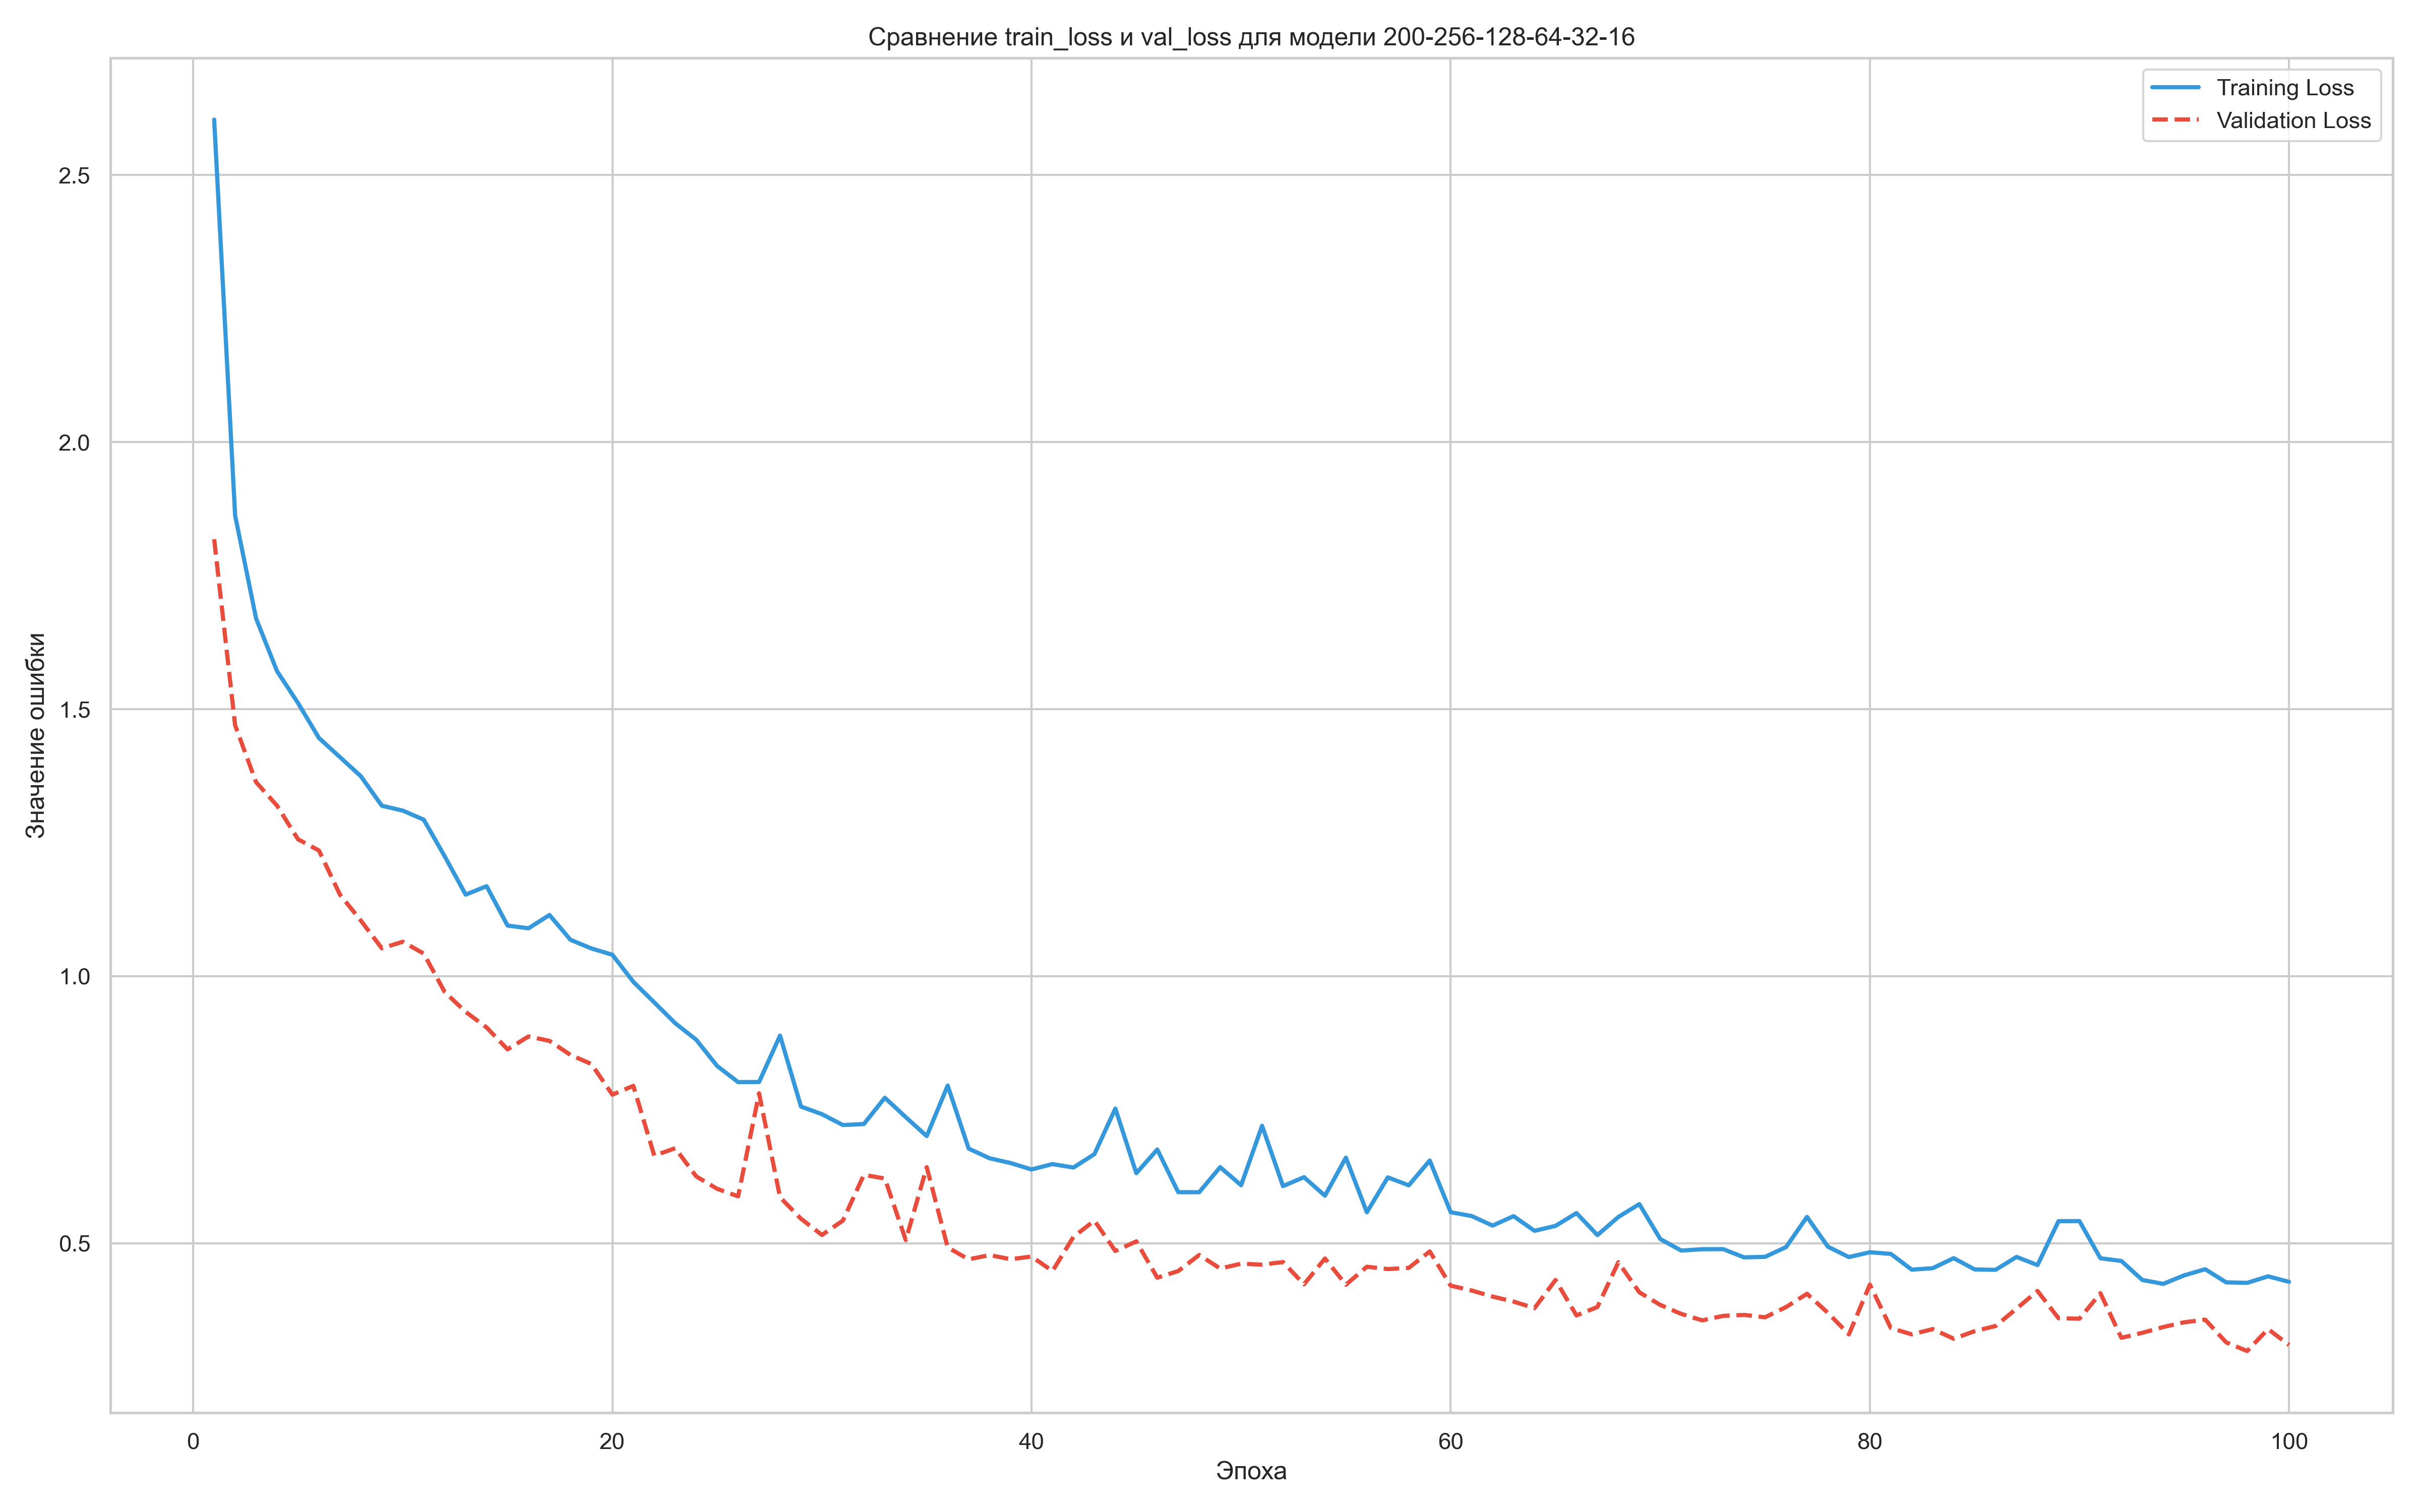 Сравнение train_loss и val_loss для модели 200-256-128-64-32-16
Training Loss
Validation Loss
2.5
2.0
1.5
1.0
0.5
Значение ошибки
0
20
40
60
80
100
Эпоха